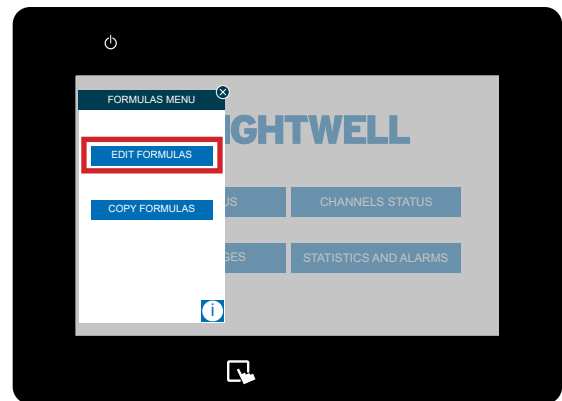 FORMULAS MENU
IGHTWELL
EDIT FORMULAS
COPY FORMULAS
US
CHANNELS STATUS
GES
STATISTICS AND ALARMS
i